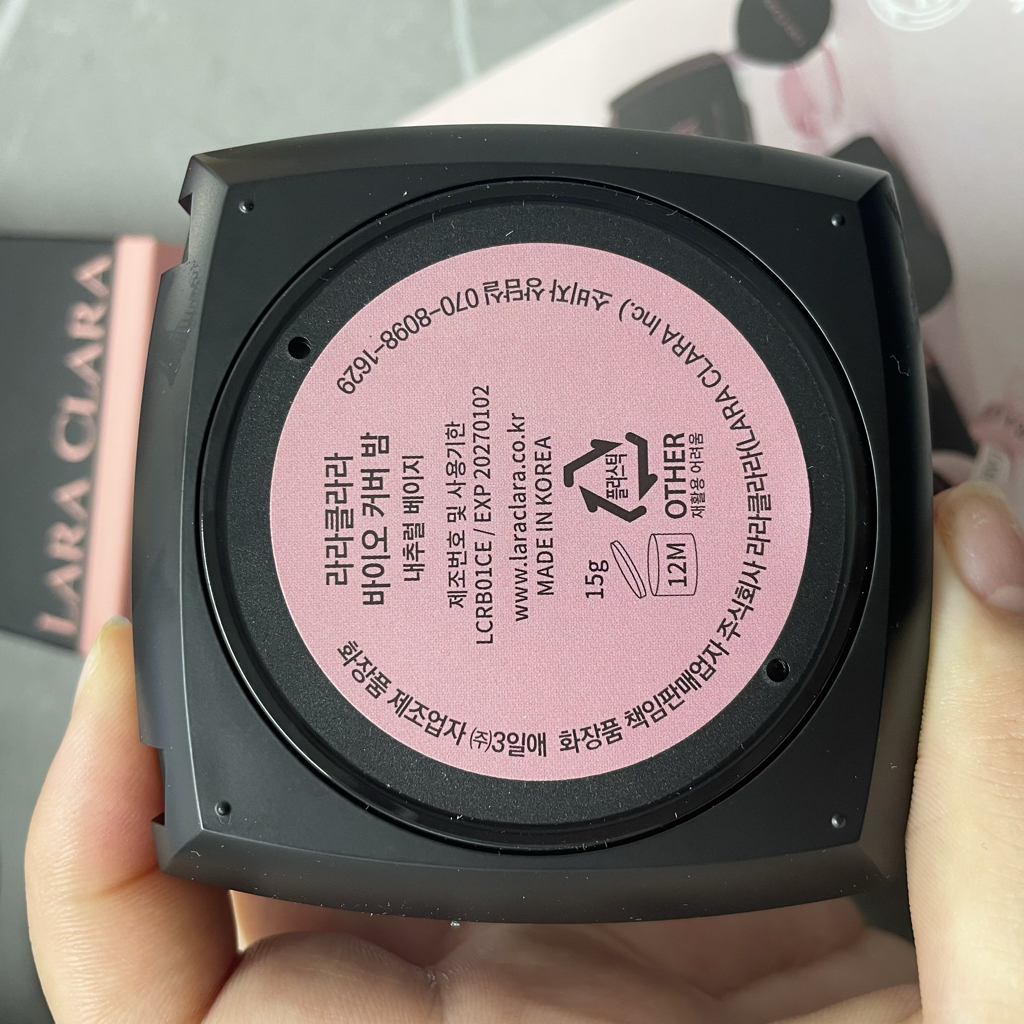 라라클라라
바이오 커버 밤
내추럴 베이지
제조번호 및 사용기한
LCRB01CE / EXP 20270102
www.laraclara.co.kr
MADE IN KOREA
15g
12M
플라스틱
OTHER
재활용 어려움
화장품 제조업자 ㈜3일애 화장품 책임판매업자 주식회사 라라클라라(LARA CLARA Inc.) 소비자 상담실 070-8098-1629
LARA CLARA